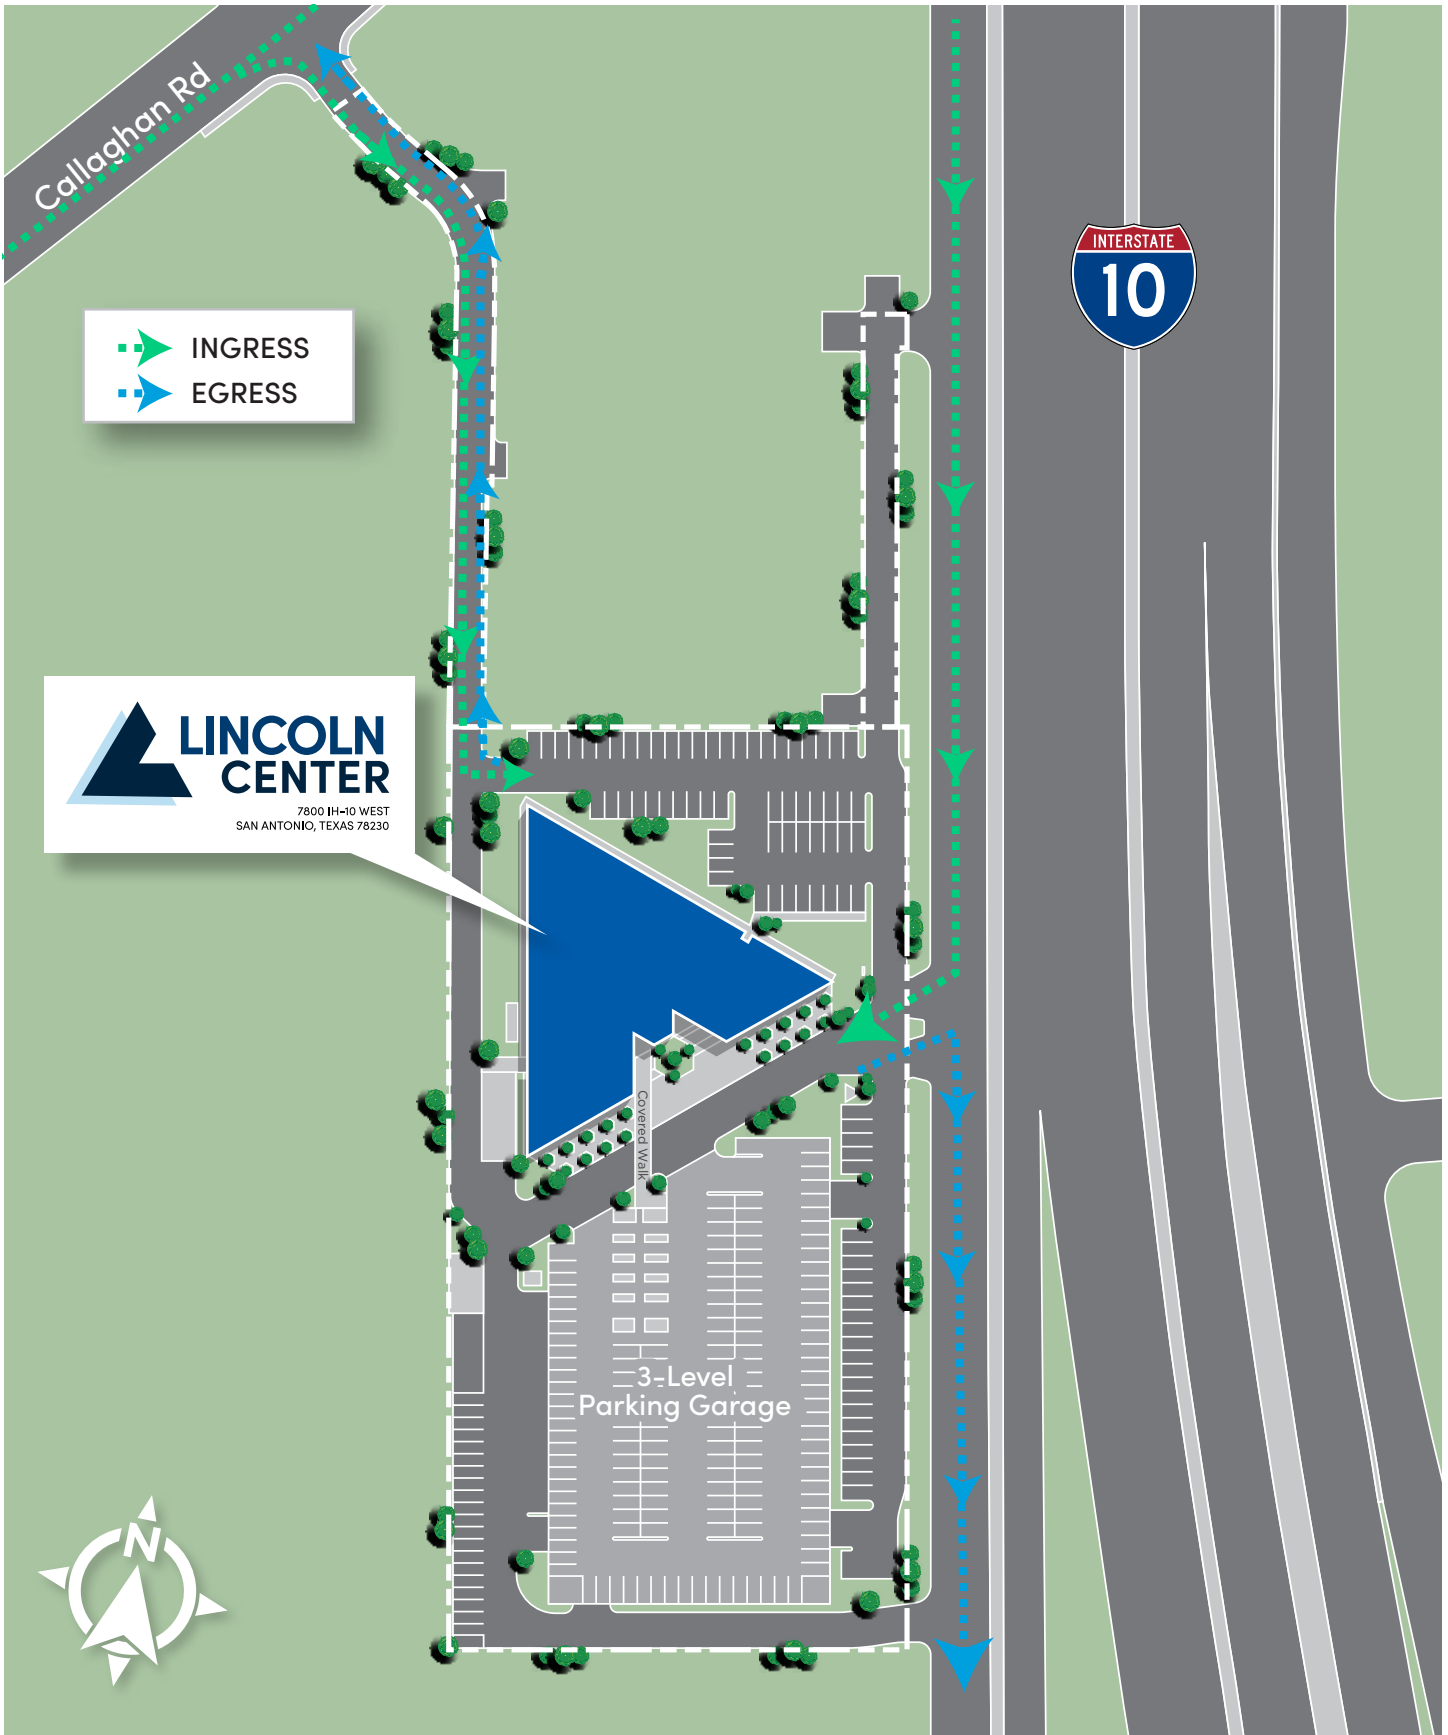 Callaghan Rd
INTERSTATE
10
INGRESS
EGRESS
LINCOLN
CENTER
7800 IH-10 WEST
SAN ANTONIO, TEXAS 78230
Covered Walk
3-Level
Parking Garage
N